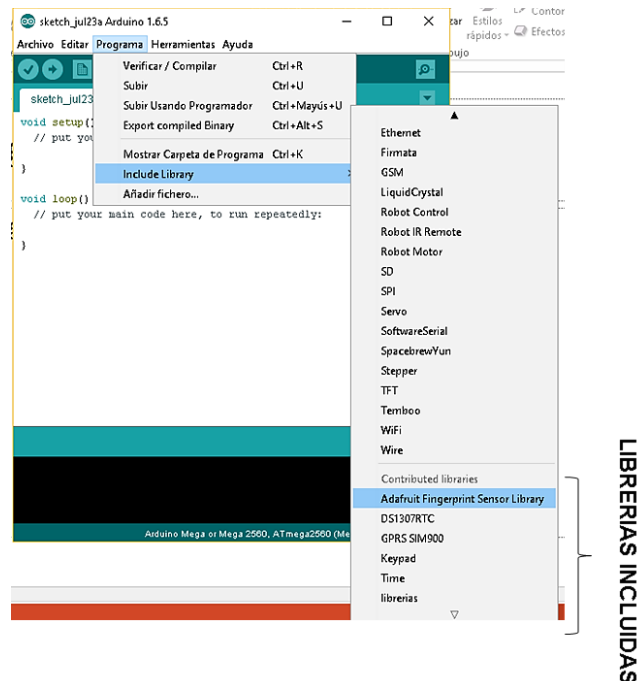 sketch_jul23a Arduino 1.6.5
Archivo Editar Programa Herramientas Ayuda
sketch_jul23
void setup()
// put you
}
void loop()
// put your main code here, to run repeatedly:
}
Verificar / Compilar Ctrl+R
Subir Ctrl+U
Subir Usando Programador Ctrl+Mayús+U
Export compiled Binary Ctrl+Alt+S
Mostrar Carpeta de Programa Ctrl+K
Include Library
Añadir fichero...
Ethernet
Firmata
GSM
LiquidCrystal
Robot Control
Robot IR Remote
Robot Motor
SD
SPI
Servo
SoftwareSerial
SpacebrewYun
Stepper
TFT
Temboo
WiFi
Wire
Contributed libraries
Adafruit Fingerprint Sensor Library
DS1307RTC
GPRS SIM900
Keypad
Time
librerias
Arduino Mega or Mega 2560, ATmega2560 (Me
Estilos
rápidos
Contor
Efectos
LIBRERIAS INCLUIDAS